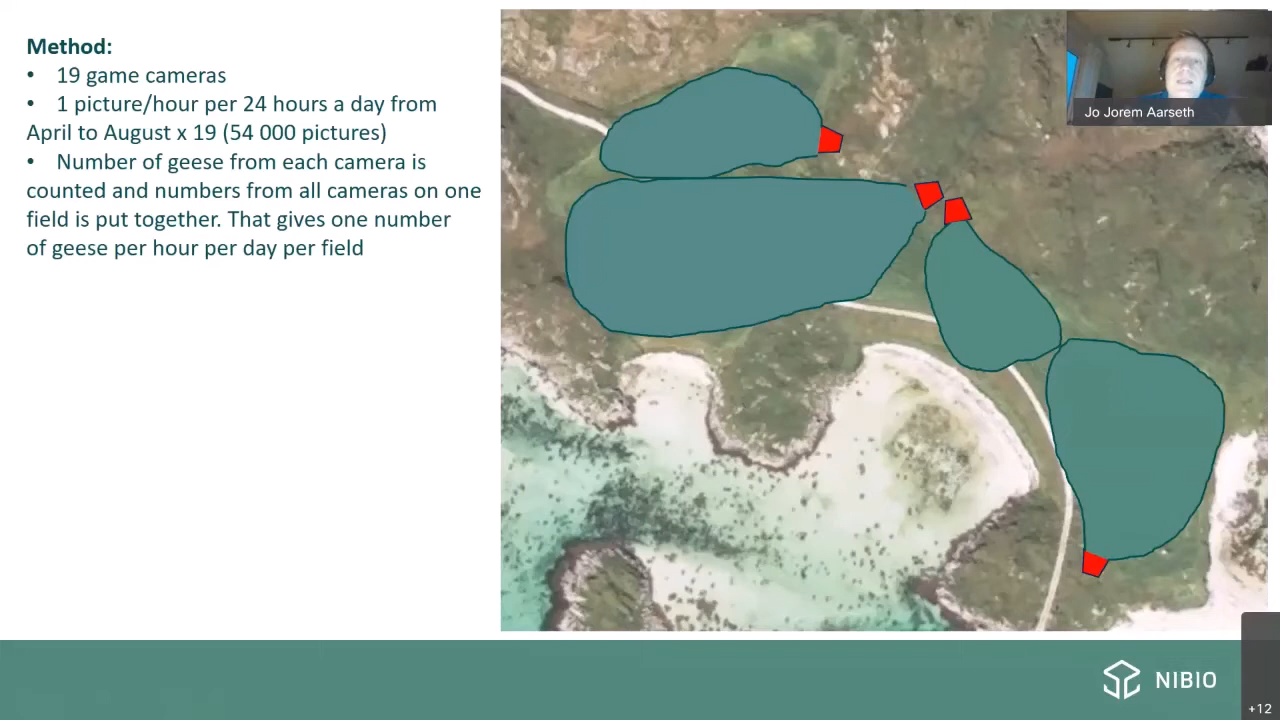 Method:
• 19 game cameras
• 1 picture/hour per 24 hours a day from
April to August x 19 (54 000 pictures)
• Number of geese from each camera is
counted and numbers from all cameras on one
field is put together. That gives one number
of geese per hour per day per field
Jo Jorem Aarseth
NIBIO
+12